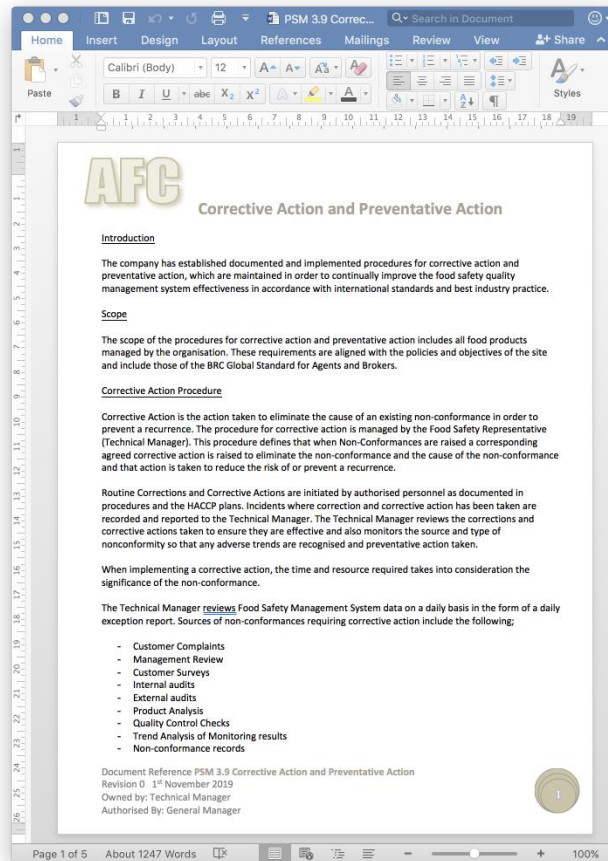 PSM 3.9 Correc...
Search in Document
Home Insert Design Layout References Mailings Review View Share
Paste
Calibri (Body) 12
Styles
AFC
Corrective Action and Preventative Action
Introduction
The company has established documented and implemented procedures for corrective action and
preventative action, which are maintained in order to continually improve the food safety quality
management system effectiveness in accordance with international standards and best industry practice.
Scope
The scope of the procedures for corrective action and preventative action includes all food products
managed by the organisation. These requirements are aligned with the policies and objectives of the site
and include those of the BRC Global Standard for Agents and Brokers.
Corrective Action Procedure
Corrective Action is the action taken to eliminate the cause of an existing non-conformance in order to
prevent a recurrence. The procedure for corrective action is managed by the Food Safety Representative
(Technical Manager). This procedure defines that when Non-Conformances are raised a corresponding
agreed corrective action is raised to eliminate the non-conformance and the cause of the non-conformance
and that action is taken to reduce the risk of or prevent a recurrence.
Routine Corrections and Corrective Actions are initiated by authorised personnel as documented in
procedures and the HACCP plans. Incidents where correction and corrective action has been taken are
recorded and reported to the Technical Manager. The Technical Manager reviews the corrections and
corrective actions taken to ensure they are effective and also monitors the source and type of
nonconformity so that any adverse trends are recognised and preventative action taken.
When implementing a corrective action, the time and resource required takes into consideration the
significance of the non-conformance.
The Technical Manager reviews Food Safety Management System data on a daily basis in the form of a daily
exception report. Sources of non-conformances requiring corrective action include the following;
- Customer Complaints
- Management Review
- Customer Surveys
- Internal audits
- External audits
- Product Analysis
- Quality Control Checks
- Trend Analysis of Monitoring results
- Non-conformance records
Document Reference PSM 3.9 Corrective Action and Preventative Action
Revision 0 1st November 2019
Owned by: Technical Manager
Authorised By: General Manager
1
Page 1 of 5 About 1247 Words 100%